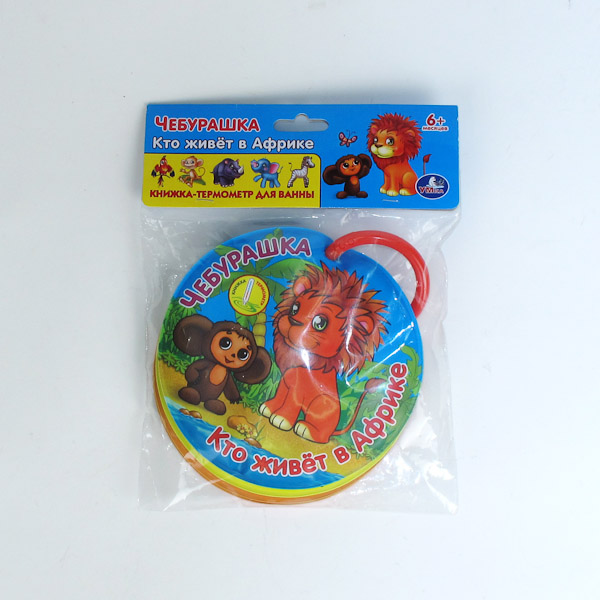 ЧЕБУРАШКА
Кто живёт в Африке
КНИЖКА-ТЕРМОМЕТР ДЛЯ ВАННЫ
6+
месяцев
Умка
ЧЕБУРАШКА
Кто живёт в Африке